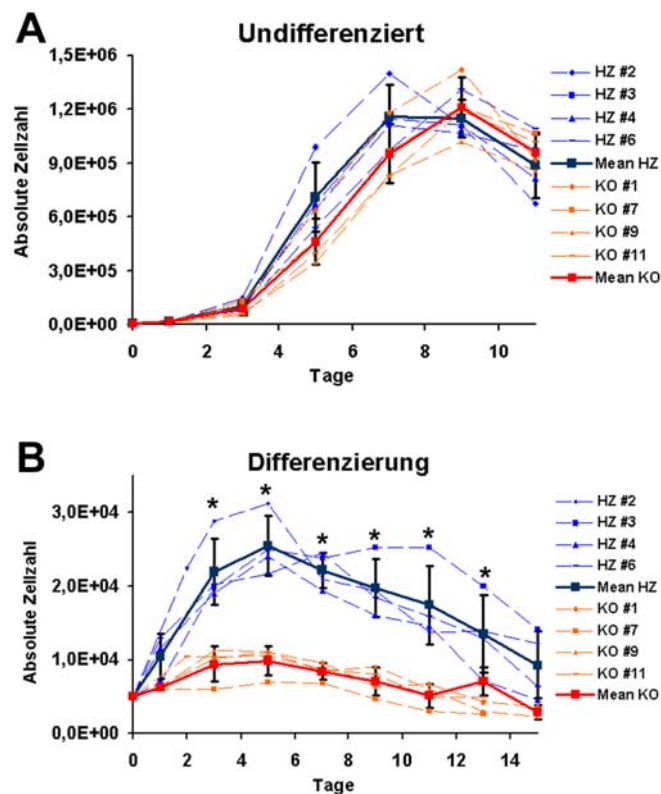 A
Undifferenziert
Absolute Zellzahl
1,5E+06
1,2E+06
9,0E+05
6,0E+05
3,0E+05
0,0E+00
0 2 4 6 8 10
Tage
HZ #2
HZ #3
HZ #4
HZ #6
Mean HZ
KO #1
KO #7
KO #9
KO #11
Mean KO
B
Differenzierung
Absolute Zellzahl
3,0E+04
2,0E+04
1,0E+04
0,0E+00
* * * * * *
0 2 4 6 8 10 12 14
Tage
HZ #2
HZ #3
HZ #4
HZ #6
Mean HZ
KO #1
KO #7
KO #9
KO #11
Mean KO